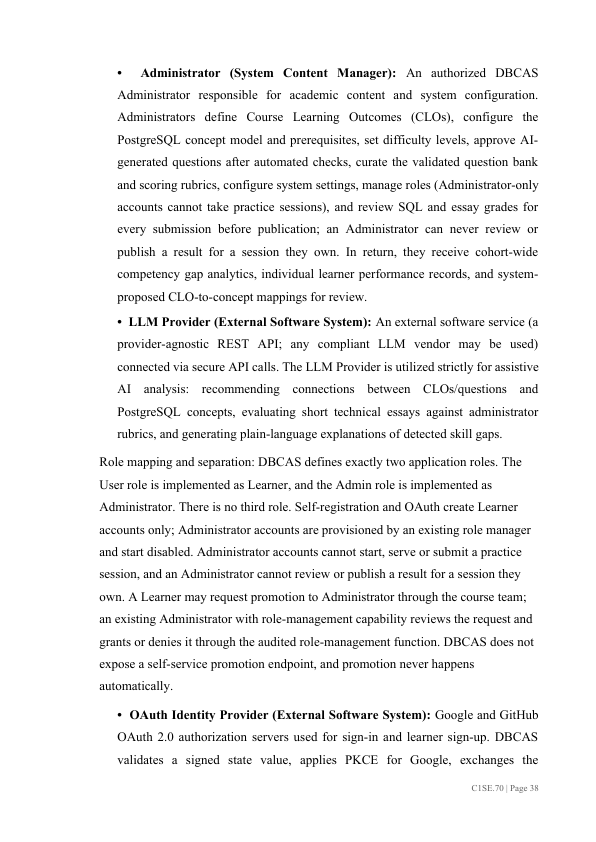 • Administrator (System Content Manager): An authorized DBCAS
Administrator responsible for academic content and system configuration.
Administrators define Course Learning Outcomes (CLOs), configure the
PostgreSQL concept model and prerequisites, set difficulty levels, approve AI-
generated questions after automated checks, curate the validated question bank
and scoring rubrics, configure system settings, manage roles (Administrator-only
accounts cannot take practice sessions), and review SQL and essay grades for
every submission before publication; an Administrator can never review or
publish a result for a session they own. In return, they receive cohort-wide
competency gap analytics, individual learner performance records, and system-
proposed CLO-to-concept mappings for review.
• LLM Provider (External Software System): An external software service (a
provider-agnostic REST API; any compliant LLM vendor may be used)
connected via secure API calls. The LLM Provider is utilized strictly for assistive
AI analysis: recommending connections between CLOs/questions and
PostgreSQL concepts, evaluating short technical essays against administrator
rubrics, and generating plain-language explanations of detected skill gaps.
Role mapping and separation: DBCAS defines exactly two application roles. The
User role is implemented as Learner, and the Admin role is implemented as
Administrator. There is no third role. Self-registration and OAuth create Learner
accounts only; Administrator accounts are provisioned by an existing role manager
and start disabled. Administrator accounts cannot start, serve or submit a practice
session, and an Administrator cannot review or publish a result for a session they
own. A Learner may request promotion to Administrator through the course team;
an existing Administrator with role-management capability reviews the request and
grants or denies it through the audited role-management function. DBCAS does not
expose a self-service promotion endpoint, and promotion never happens
automatically.
• OAuth Identity Provider (External Software System): Google and GitHub
OAuth 2.0 authorization servers used for sign-in and learner sign-up. DBCAS
validates a signed state value, applies PKCE for Google, exchanges the
C1SE.70 | Page 38